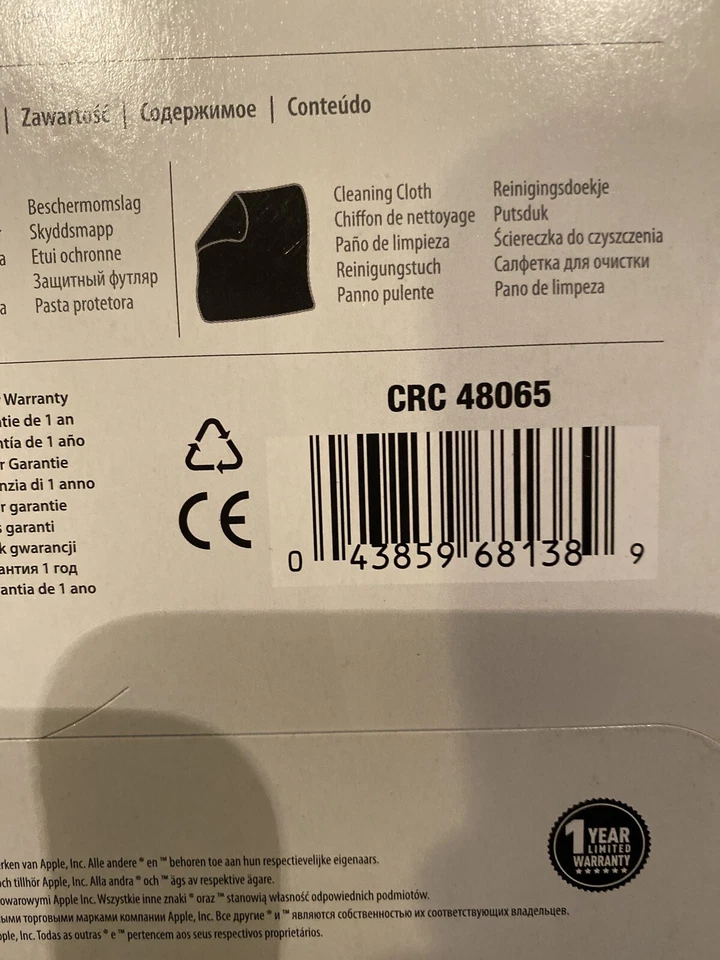 Zawartość | Содержимое | Conteúdo
Beschermomslag
Skyddsmapp
Etui ochronne
Защитный футляр
Pasta protetora
Cleaning Cloth
Chiffon de nettoyage
Paño de limpieza
Reinigungstuch
Panno pulente
Reinigingsdoekje
Putsduk
Ściereczka do czyszczenia
Салфетка для очистки
Pano de limpeza
Warranty
tie de 1 an
ntía de 1 año
r Garantie
nzia di 1 anno
r garantie
s garanti
k gwarancji
антия 1 год
antia de 1 ano
CRC 48065
CE
0 43859 68138 9
1 YEAR
LIMITED
WARRANTY
rken van Apple, Inc. Alle andere ® en ™ behoren toe aan hun respectievelijke eigenaars.
och tillhör Apple, Inc. Alla andra ® och ™ ägs av respektive ägare.
owarowymi Apple Inc. Wszystkie inne znaki ® oraz ™ stanowią własność odpowiednich podmiotów.
ыми торговыми марками компании Apple, Inc. Все другие ® и ™ являются собственностью их соответствующих владельцев.
ple, Inc. Todas as outras ® e ™ pertencem aos seus respectivos proprietários.